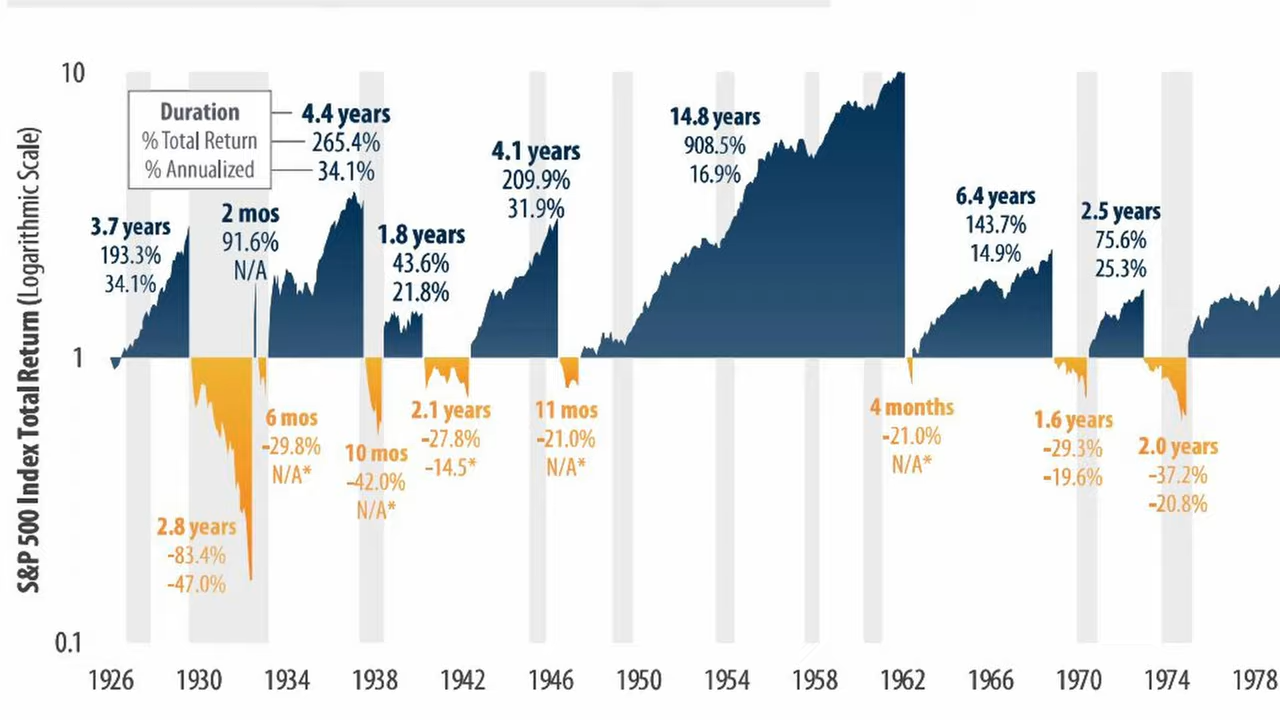 S&P 500 Index Total Return (Logarithmic Scale)
10
1
0.1
Duration
% Total Return
% Annualized
3.7 years
193.3%
34.1%
2.8 years
-83.4%
-47.0%
2 mos
91.6%
N/A
6 mos
-29.8%
N/A*
4.4 years
265.4%
34.1%
10 mos
-42.0%
N/A*
1.8 years
43.6%
21.8%
2.1 years
-27.8%
-14.5*
4.1 years
209.9%
31.9%
11 mos
-21.0%
N/A*
14.8 years
908.5%
16.9%
4 months
-21.0%
N/A*
6.4 years
143.7%
14.9%
1.6 years
-29.3%
-19.6%
2.5 years
75.6%
25.3%
2.0 years
-37.2%
-20.8%
1926 1930 1934 1938 1942 1946 1950 1954 1958 1962 1966 1970 1974 1978